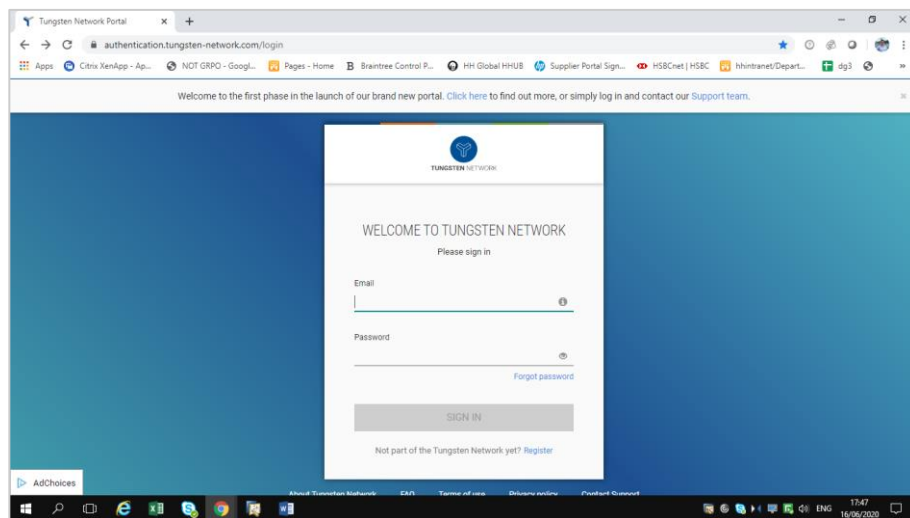 Tungsten Network Portal
authentication.tungsten-network.com/login
Apps Citrix XenApp - Ap... NOT GRPO - Googl... Pages - Home Braintree Control P... HH Global HHUB Supplier Portal Sign... HSBCnet | HSBC hhintranet/Depart... dg3 »
Welcome to the first phase in the launch of our brand new portal. Click here to find out more, or simply log in and contact our Support team.
TUNGSTEN NETWORK
WELCOME TO TUNGSTEN NETWORK
Please sign in
Email
Password
Forgot password
SIGN IN
Not part of the Tungsten Network yet? Register
AdChoices
About Tungsten Network FAQ Terms of use Privacy policy Contact Support
ENG 17:47
16/06/2020